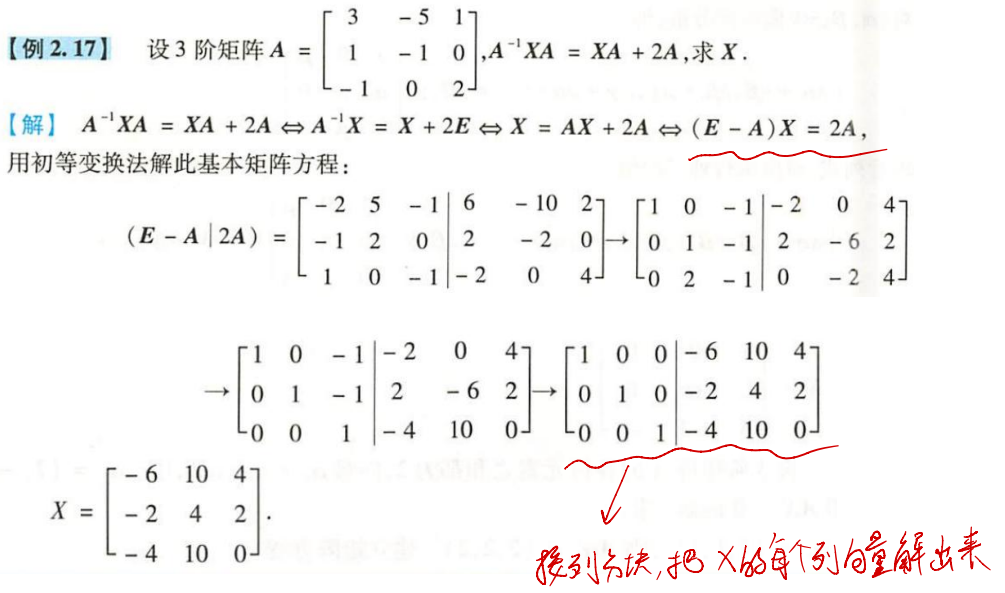 【例2.17】 设3阶矩阵 A = [3 -5 1; 1 -1 0; -1 0 2], A⁻¹XA = XA + 2A, 求 X.
【解】 A⁻¹XA = XA + 2A ⇔ A⁻¹X = X + 2E ⇔ X = AX + 2A ⇔ (E - A)X = 2A,
用初等变换法解此基本矩阵方程:
(E - A | 2A) = [-2 5 -1 | 6 -10 2; -1 2 0 | 2 -2 0; 1 0 -1 | -2 0 4] → [1 0 -1 | -2 0 4; 0 1 -1 | 2 -6 2; 0 2 -1 | 0 -2 4]
→ [1 0 -1 | -2 0 4; 0 1 -1 | 2 -6 2; 0 0 1 | -4 10 0] → [1 0 0 | -6 10 4; 0 1 0 | -2 4 2; 0 0 1 | -4 10 0]
X = [-6 10 4; -2 4 2; -4 10 0].
按列分块,把X的每个列向量解出来